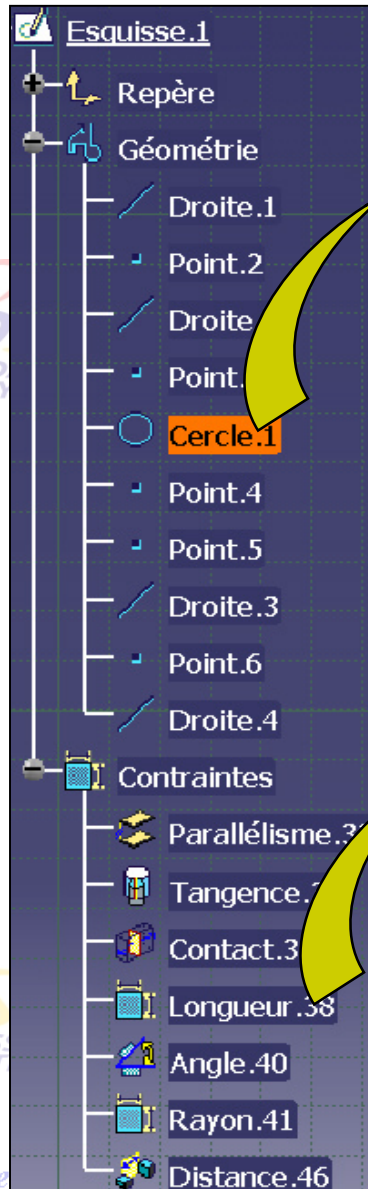 Esquisse.1
Repère
Géométrie
Droite.1
Point.2
Droite
Point.
Cercle.1
Point.4
Point.5
Droite.3
Point.6
Droite.4
Contraintes
Parallélisme.3
Tangence.
Contact.3
Longueur.38
Angle.40
Rayon.41
Distance.46